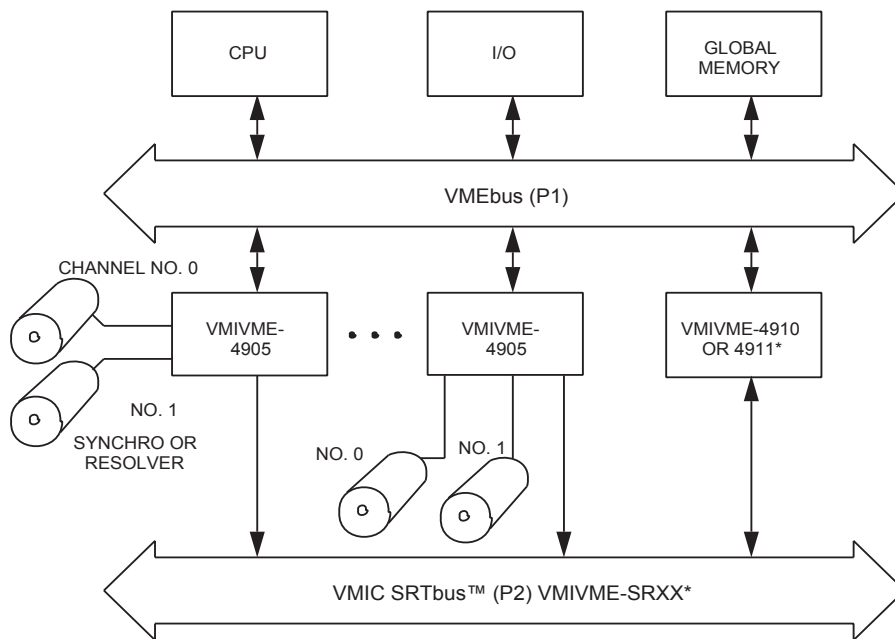 CPU
I/O
GLOBAL
MEMORY
VMEbus (P1)
CHANNEL NO. 0
VMIVME-
4905
VMIVME-
4905
VMIVME-4910
OR 4911*
NO. 1
SYNCHRO OR
RESOLVER
NO. 0
NO. 1
VMIC SRTbus™ (P2) VMIVME-SRXX*